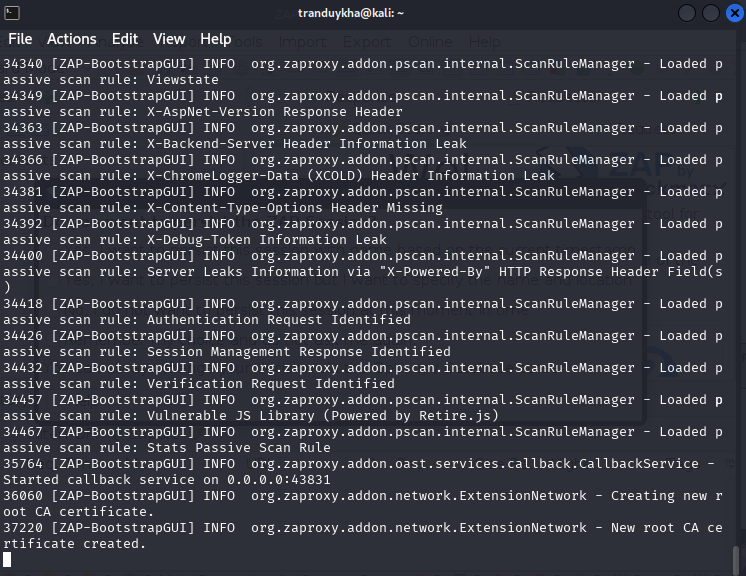 tranduykha@kali: ~
File Actions Edit View Help
34340 [ZAP-BootstrapGUI] INFO  org.zaproxy.addon.pscan.internal.ScanRuleManager - Loaded p
assive scan rule: Viewstate
34349 [ZAP-BootstrapGUI] INFO  org.zaproxy.addon.pscan.internal.ScanRuleManager - Loaded p
assive scan rule: X-AspNet-Version Response Header
34363 [ZAP-BootstrapGUI] INFO  org.zaproxy.addon.pscan.internal.ScanRuleManager - Loaded p
assive scan rule: X-Backend-Server Header Information Leak
34366 [ZAP-BootstrapGUI] INFO  org.zaproxy.addon.pscan.internal.ScanRuleManager - Loaded p
assive scan rule: X-ChromeLogger-Data (XCOLD) Header Information Leak
34381 [ZAP-BootstrapGUI] INFO  org.zaproxy.addon.pscan.internal.ScanRuleManager - Loaded p
assive scan rule: X-Content-Type-Options Header Missing
34392 [ZAP-BootstrapGUI] INFO  org.zaproxy.addon.pscan.internal.ScanRuleManager - Loaded p
assive scan rule: X-Debug-Token Information Leak
34400 [ZAP-BootstrapGUI] INFO  org.zaproxy.addon.pscan.internal.ScanRuleManager - Loaded p
assive scan rule: Server Leaks Information via "X-Powered-By" HTTP Response Header Field(s
)
34418 [ZAP-BootstrapGUI] INFO  org.zaproxy.addon.pscan.internal.ScanRuleManager - Loaded p
assive scan rule: Authentication Request Identified
34426 [ZAP-BootstrapGUI] INFO  org.zaproxy.addon.pscan.internal.ScanRuleManager - Loaded p
assive scan rule: Session Management Response Identified
34432 [ZAP-BootstrapGUI] INFO  org.zaproxy.addon.pscan.internal.ScanRuleManager - Loaded p
assive scan rule: Verification Request Identified
34457 [ZAP-BootstrapGUI] INFO  org.zaproxy.addon.pscan.internal.ScanRuleManager - Loaded p
assive scan rule: Vulnerable JS Library (Powered by Retire.js)
34467 [ZAP-BootstrapGUI] INFO  org.zaproxy.addon.pscan.internal.ScanRuleManager - Loaded p
assive scan rule: Stats Passive Scan Rule
35764 [ZAP-BootstrapGUI] INFO  org.zaproxy.addon.oast.services.callback.CallbackService -
Started callback service on 0.0.0.0:43831
36060 [ZAP-BootstrapGUI] INFO  org.zaproxy.addon.network.ExtensionNetwork - Creating new r
oot CA certificate.
37220 [ZAP-BootstrapGUI] INFO  org.zaproxy.addon.network.ExtensionNetwork - New root CA ce
rtificate created.